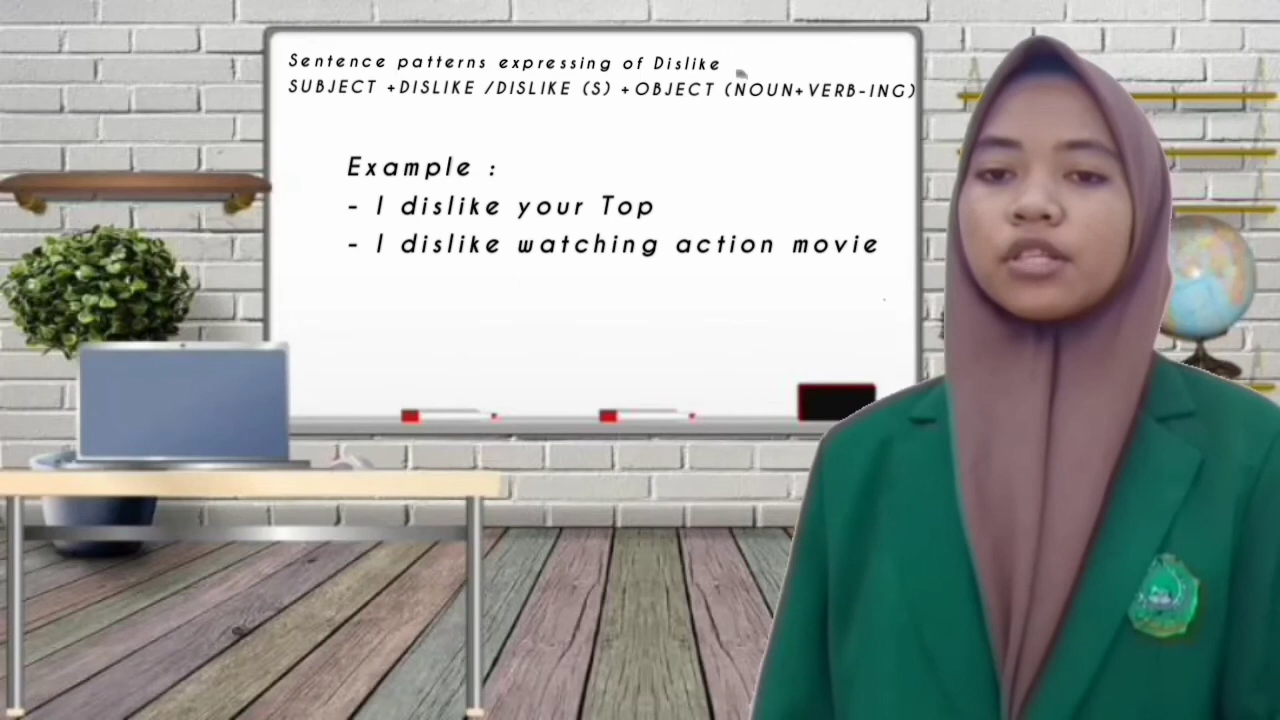 Sentence patterns expressing of Dislike
SUBJECT +DISLIKE /DISLIKE (S) +OBJECT (NOUN+VERB-ING)
Example :
- I dislike your Top
- I dislike watching action movie